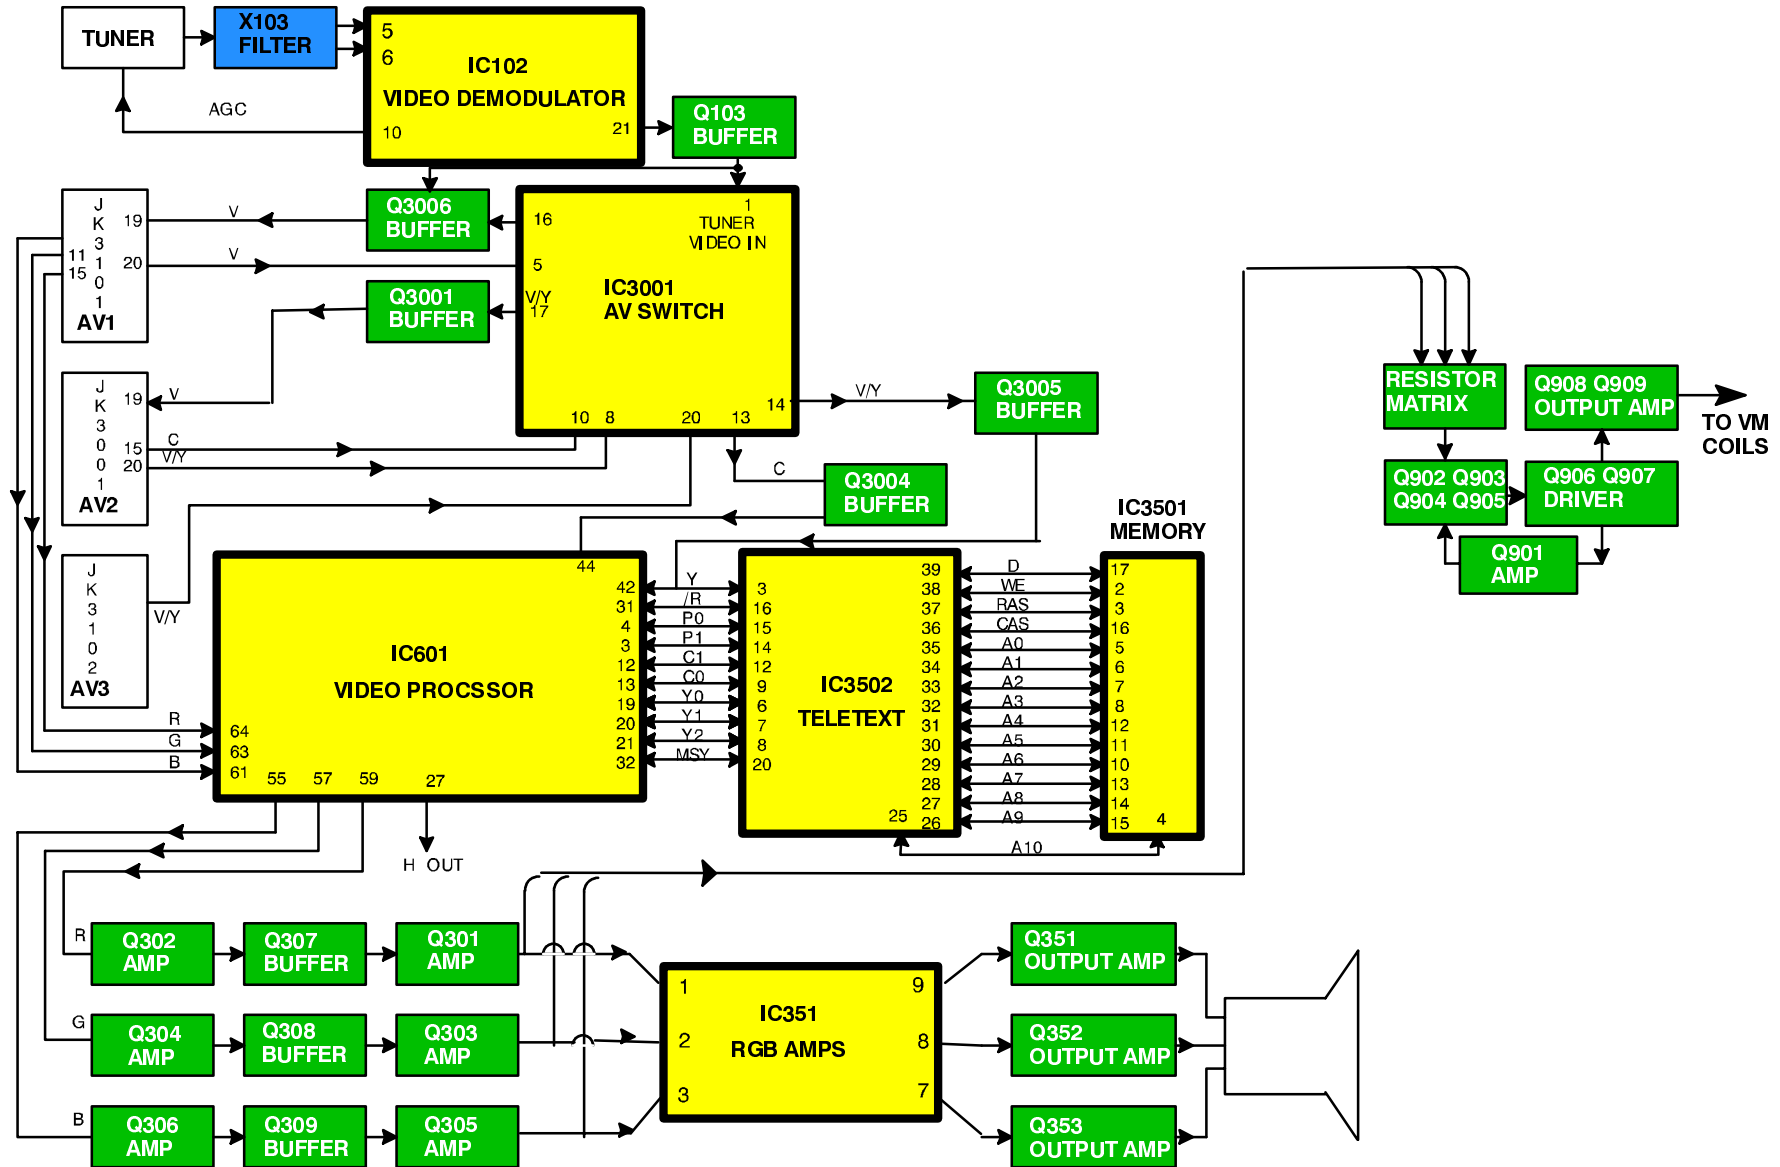 TUNER
X103
FILTER
5
6
IC102
VIDEO DEMODULATOR
10
21
AGC
Q103
BUFFER
J
K
3
1
0
1
AV1
19
11
15
20
V
V
Q3006
BUFFER
Q3001
BUFFER
16
5
V/Y
17
1
TUNER
VIDEO IN
IC3001
AV SWITCH
10
8
20
13
14
V/Y
Q3005
BUFFER
J
K
3
0
0
1
AV2
19
15
20
V
C
V/Y
C
Q3004
BUFFER
J
K
3
1
0
2
AV3
V/Y
R
G
B
IC601
VIDEO PROCSSOR
44
42
31
4
3
12
13
19
20
21
32
64
63
61
55
57
59
27
H OUT
Y
/R
P0
P1
C1
C0
Y0
Y1
Y2
MSY
3
16
15
14
12
9
6
7
8
20
IC3502
TELETEXT
39
38
37
36
35
34
33
32
31
30
29
28
27
26
25
D
WE
RAS
CAS
A0
A1
A2
A3
A4
A5
A6
A7
A8
A9
A10
IC3501
MEMORY
17
2
3
16
5
6
7
8
12
11
10
13
14
15
4
RESISTOR
MATRIX
Q908 Q909
OUTPUT AMP
TO VM
COILS
Q902 Q903
Q904 Q905
Q906 Q907
DRIVER
Q901
AMP
R
Q302
AMP
Q307
BUFFER
Q301
AMP
G
Q304
AMP
Q308
BUFFER
Q303
AMP
B
Q306
AMP
Q309
BUFFER
Q305
AMP
1
2
3
IC351
RGB AMPS
9
8
7
Q351
OUTPUT AMP
Q352
OUTPUT AMP
Q353
OUTPUT AMP